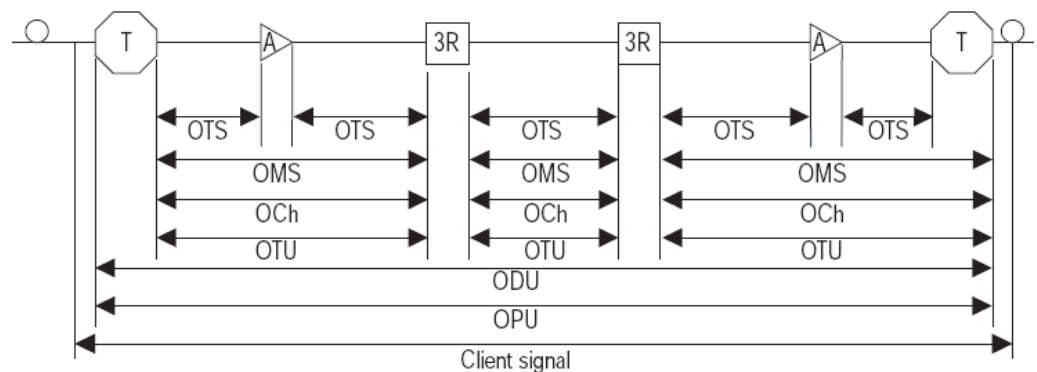 T A 3R 3R A T
OTS OTS OTS OTS OTS
OMS OMS OMS
OCh OCh OCh
OTU OTU OTU
ODU
OPU
Client signal